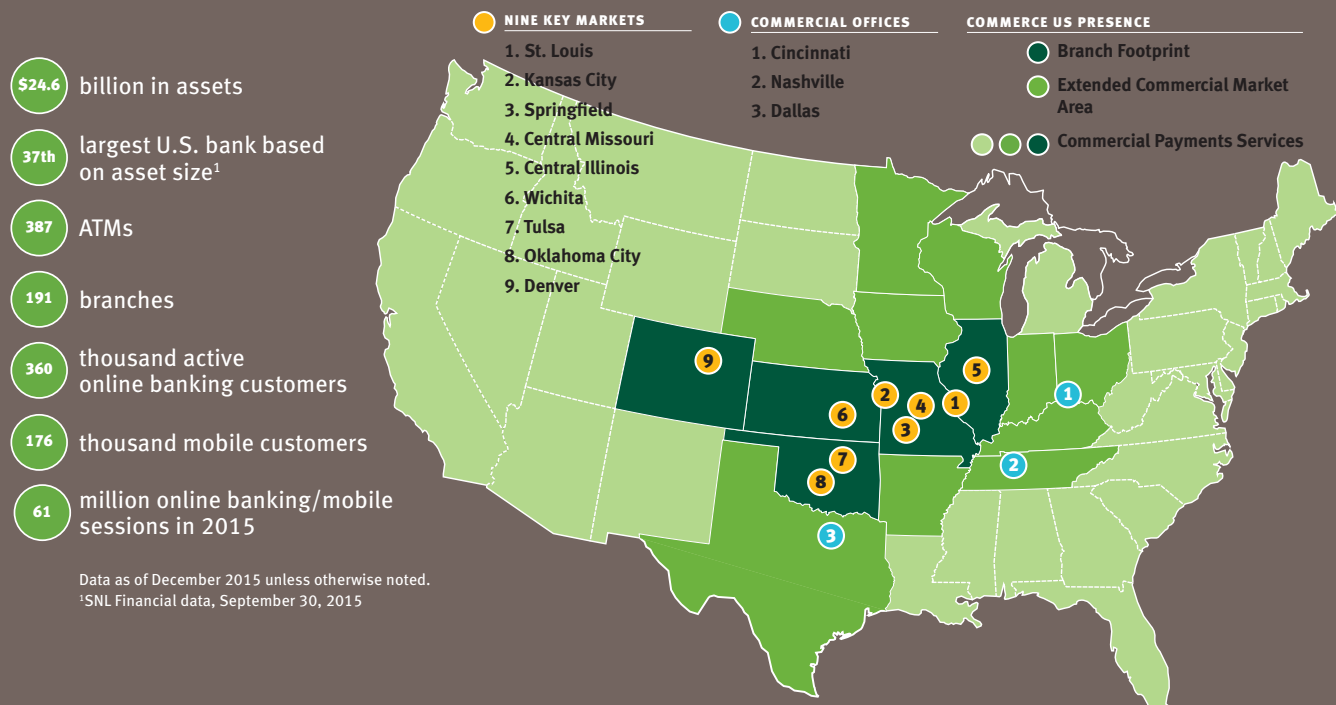 $24.6 billion in assets
37th largest U.S. bank based
on asset size¹
387 ATMs
191 branches
360 thousand active
online banking customers
176 thousand mobile customers
61 million online banking/mobile
sessions in 2015
Data as of December 2015 unless otherwise noted.
¹SNL Financial data, September 30, 2015
NINE KEY MARKETS
1. St. Louis
2. Kansas City
3. Springfield
4. Central Missouri
5. Central Illinois
6. Wichita
7. Tulsa
8. Oklahoma City
9. Denver
COMMERCIAL OFFICES
1. Cincinnati
2. Nashville
3. Dallas
COMMERCE US PRESENCE
Branch Footprint
Extended Commercial Market
Area
Commercial Payments Services
9
5
2
4
1
6
3
7
8
1
2
3